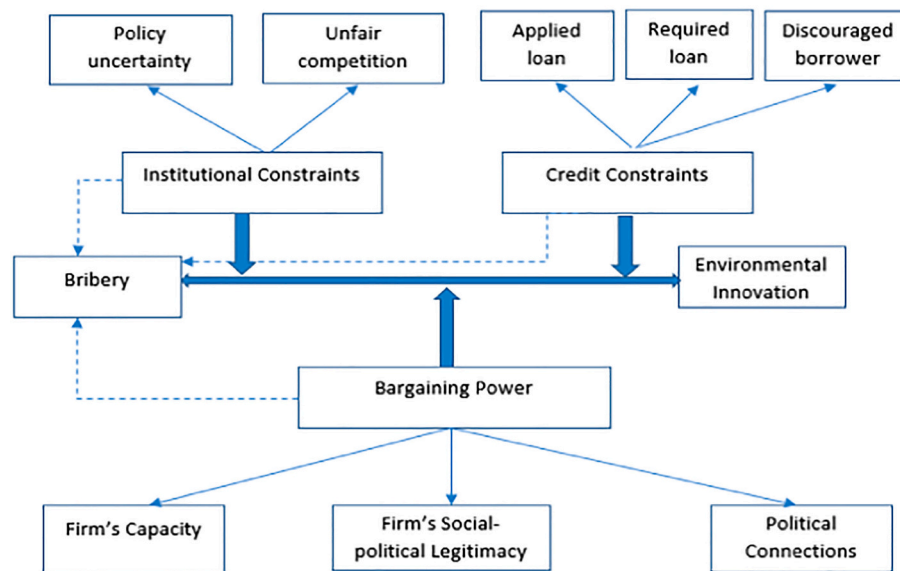 Policy
uncertainty
Unfair
competition
Applied
loan
Required
loan
Discouraged
borrower
Institutional Constraints
Credit Constraints
Bribery
Environmental
Innovation
Bargaining Power
Firm's Capacity
Firm's Social-
political Legitimacy
Political
Connections